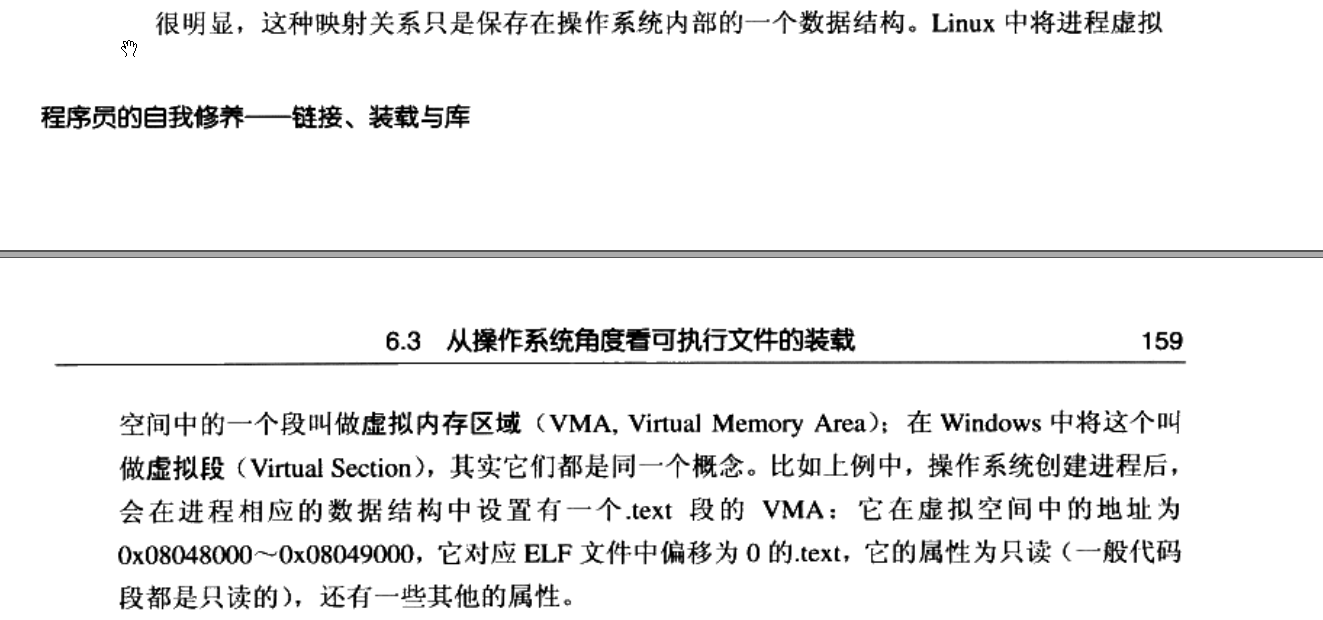 很明显，这种映射关系只是保存在操作系统内部的一个数据结构。Linux 中将进程虚拟
程序员的自我修养——链接、装载与库
6.3 从操作系统角度看可执行文件的装载 159
空间中的一个段叫做虚拟内存区域（VMA, Virtual Memory Area）；在 Windows 中将这个叫
做虚拟段（Virtual Section），其实它们都是同一个概念。比如上例中，操作系统创建进程后，
会在进程相应的数据结构中设置有一个.text 段的 VMA：它在虚拟空间中的地址为
0x08048000～0x08049000，它对应 ELF 文件中偏移为 0 的.text，它的属性为只读（一般代码
段都是只读的），还有一些其他的属性。